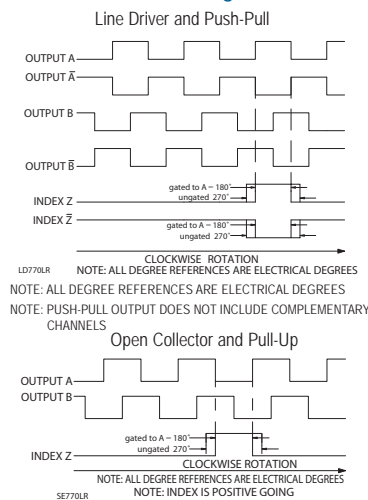 Line Driver and Push-Pull
OUTPUT A
OUTPUT A̅
OUTPUT B
OUTPUT B̅
gated to A – 180°
INDEX Z
ungated 270°
INDEX Z̅
gated to A – 180°
ungated 270°
CLOCKWISE ROTATION
LD770LR
NOTE: ALL DEGREE REFERENCES ARE ELECTRICAL DEGREES
NOTE: ALL DEGREE REFERENCES ARE ELECTRICAL DEGREES
NOTE: PUSH-PULL OUTPUT DOES NOT INCLUDE COMPLEMENTARY
CHANNELS
Open Collector and Pull-Up
OUTPUT A
OUTPUT B
gated to A – 180°
ungated 270°
INDEX Z
CLOCKWISE ROTATION
NOTE: ALL DEGREE REFERENCES ARE ELECTRICAL DEGREES
SE770LR
NOTE: INDEX IS POSITIVE GOING